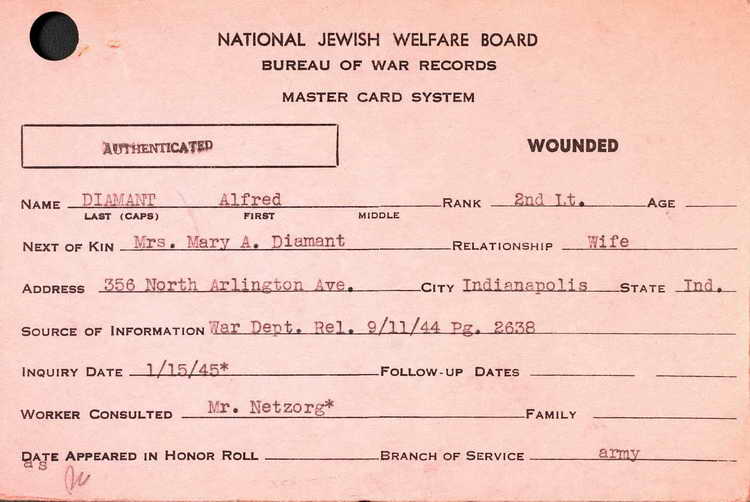 NATIONAL JEWISH WELFARE BOARD
BUREAU OF WAR RECORDS
MASTER CARD SYSTEM
AUTHENTICATED WOUNDED
NAME DIAMANT Alfred RANK 2nd Lt. AGE
LAST (CAPS) FIRST MIDDLE
NEXT OF KIN Mrs. Mary A. Diamant RELATIONSHIP Wife
ADDRESS 356 North Arlington Ave. CITY Indianapolis STATE Ind.
SOURCE OF INFORMATION War Dept. Rel. 9/11/44 Pg. 2638
INQUIRY DATE 1/15/45* FOLLOW-UP DATES
WORKER CONSULTED Mr. Netzorg* FAMILY
DATE APPEARED IN HONOR ROLL BRANCH OF SERVICE army
as